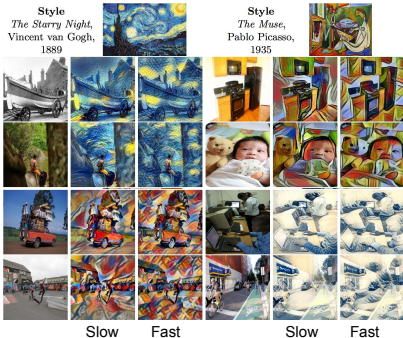 Style
The Starry Night,
Vincent van Gogh,
1889
Style
The Muse,
Pablo Picasso,
1935
Slow
Fast
Slow
Fast